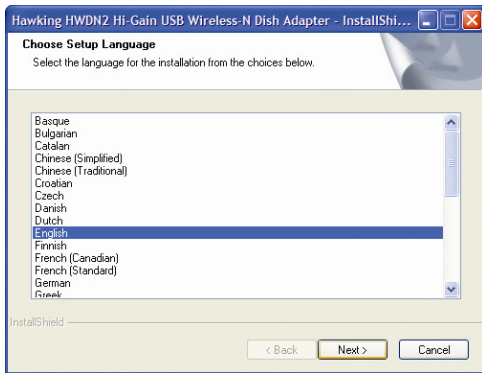 Hawking HWDN2 Hi-Gain USB Wireless-N Dish Adapter - InstallShi...
Choose Setup Language
Select the language for the installation from the choices below.
Basque
Bulgarian
Catalan
Chinese (Simplified)
Chinese (Traditional)
Croatian
Czech
Danish
Dutch
English
Finnish
French (Canadian)
French (Standard)
German
Greek
InstallShield
< Back
Next >
Cancel